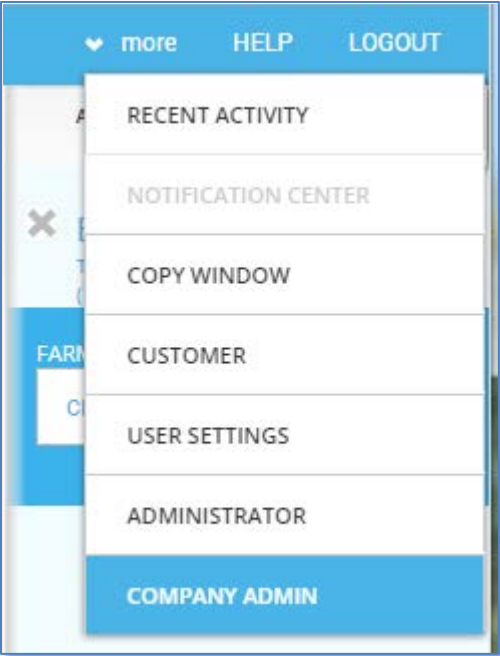 more HELP LOGOUT
RECENT ACTIVITY
NOTIFICATION CENTER
COPY WINDOW
CUSTOMER
USER SETTINGS
ADMINISTRATOR
COMPANY ADMIN